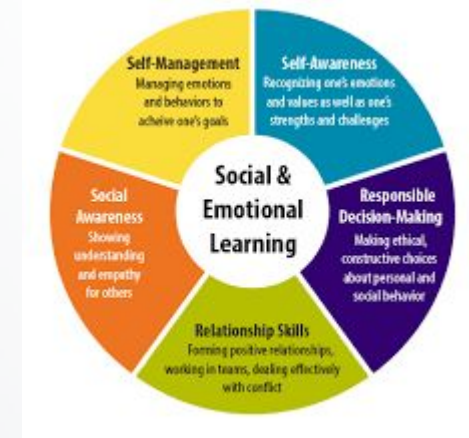 Self-Management
Managing emotions
and behaviors to
acheive one's goals
Self-Awareness
Recognizing one's emotions
and values as well as one's
strengths and challenges
Social &
Emotional
Learning
Social
Awareness
Showing
understanding
and empathy
for others
Responsible
Decision-Making
Making ethical,
constructive choices
about personal and
social behavior
Relationship Skills
Forming positive relationships,
working in teams, dealing effectively
with conflict